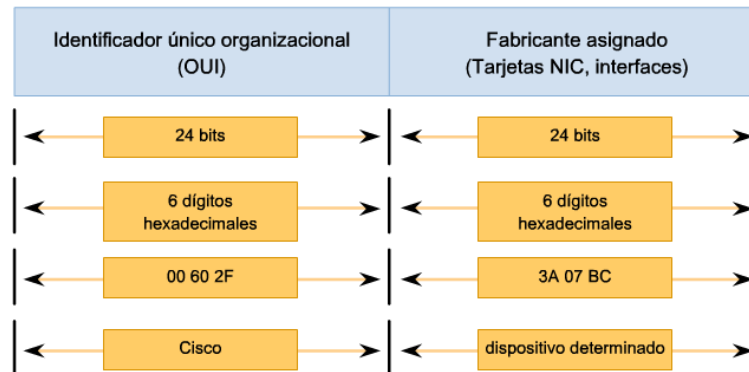 Identificador único organizacional
(OUI)
Fabricante asignado
(Tarjetas NIC, interfaces)
24 bits
24 bits
6 dígitos
hexadecimales
6 dígitos
hexadecimales
00 60 2F
3A 07 BC
Cisco
dispositivo determinado